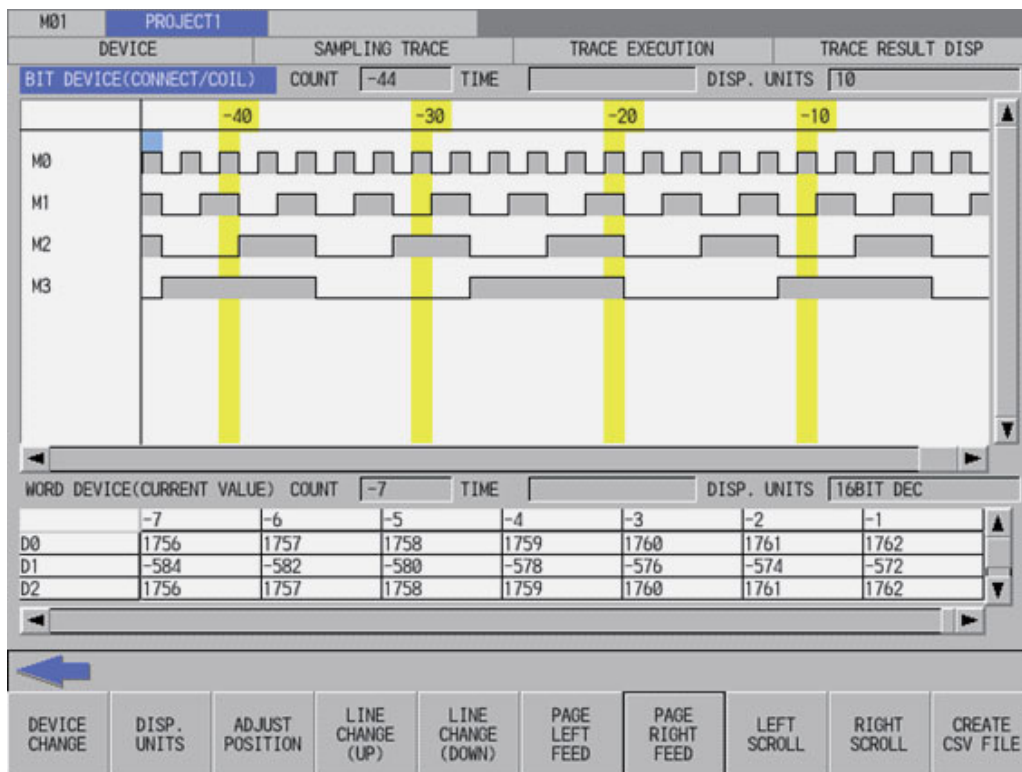 M01 PROJECT1
DEVICE SAMPLING TRACE TRACE EXECUTION TRACE RESULT DISP
BIT DEVICE(CONNECT/COIL) COUNT -44 TIME DISP. UNITS 10
-40 -30 -20 -10
M0
M1
M2
M3
WORD DEVICE(CURRENT VALUE) COUNT -7 TIME DISP. UNITS 16BIT DEC
-7 -6 -5 -4 -3 -2 -1
D0 1756 1757 1758 1759 1760 1761 1762
D1 -584 -582 -580 -578 -576 -574 -572
D2 1756 1757 1758 1759 1760 1761 1762
DEVICE CHANGE
DISP. UNITS
ADJUST POSITION
LINE CHANGE (UP)
LINE CHANGE (DOWN)
PAGE LEFT FEED
PAGE RIGHT FEED
LEFT SCROLL
RIGHT SCROLL
CREATE CSV FILE